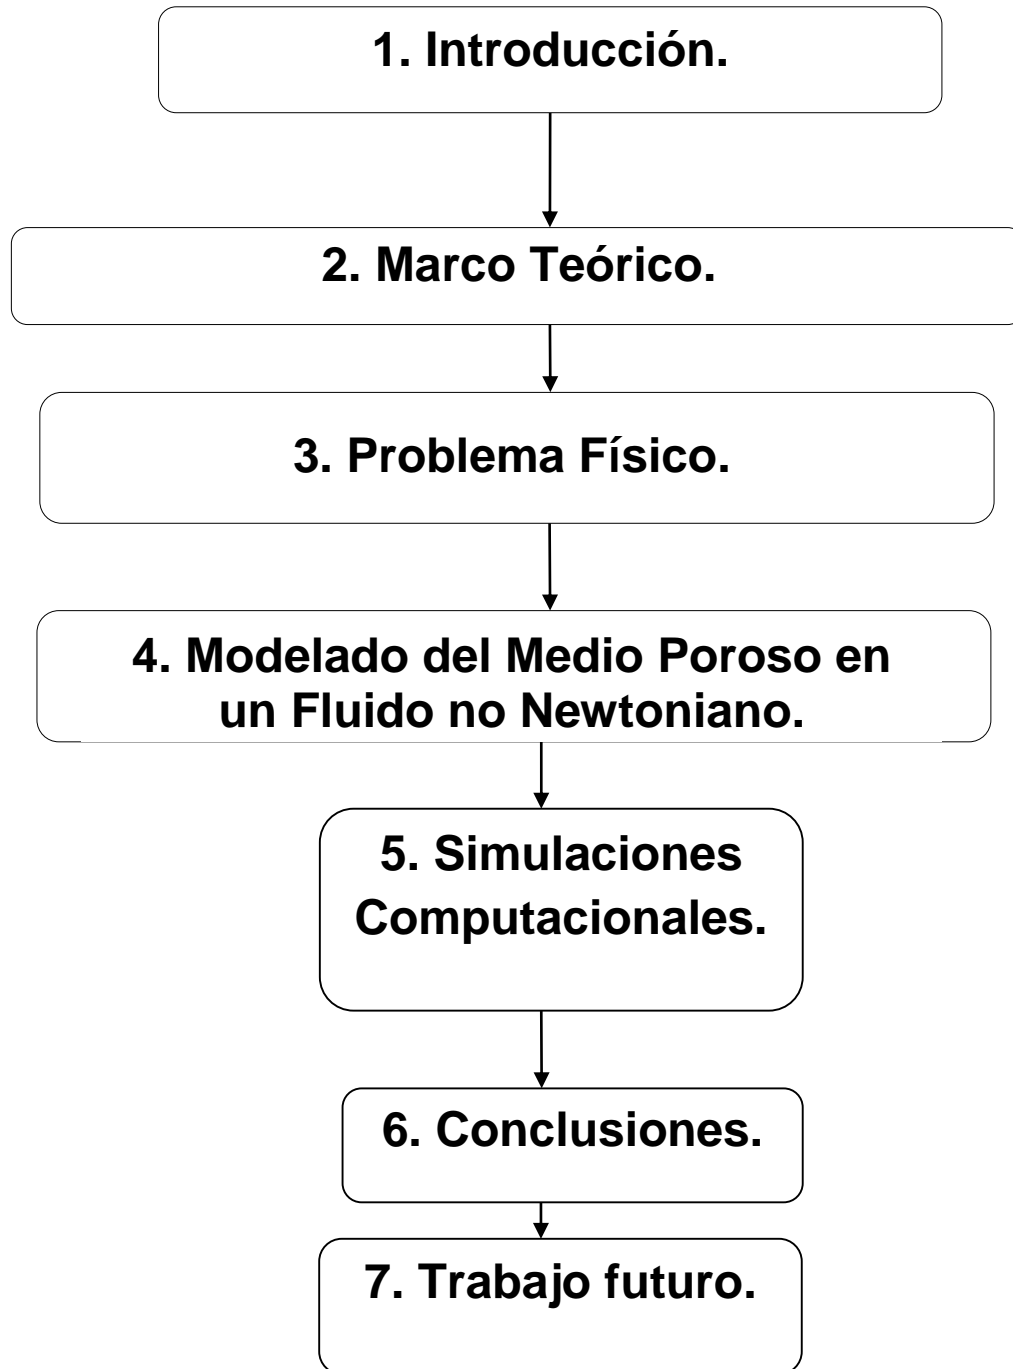 1. Introducción.
2. Marco Teórico.
3. Problema Físico.
4. Modelado del Medio Poroso en
un Fluido no Newtoniano.
5. Simulaciones
Computacionales.
6. Conclusiones.
7. Trabajo futuro.